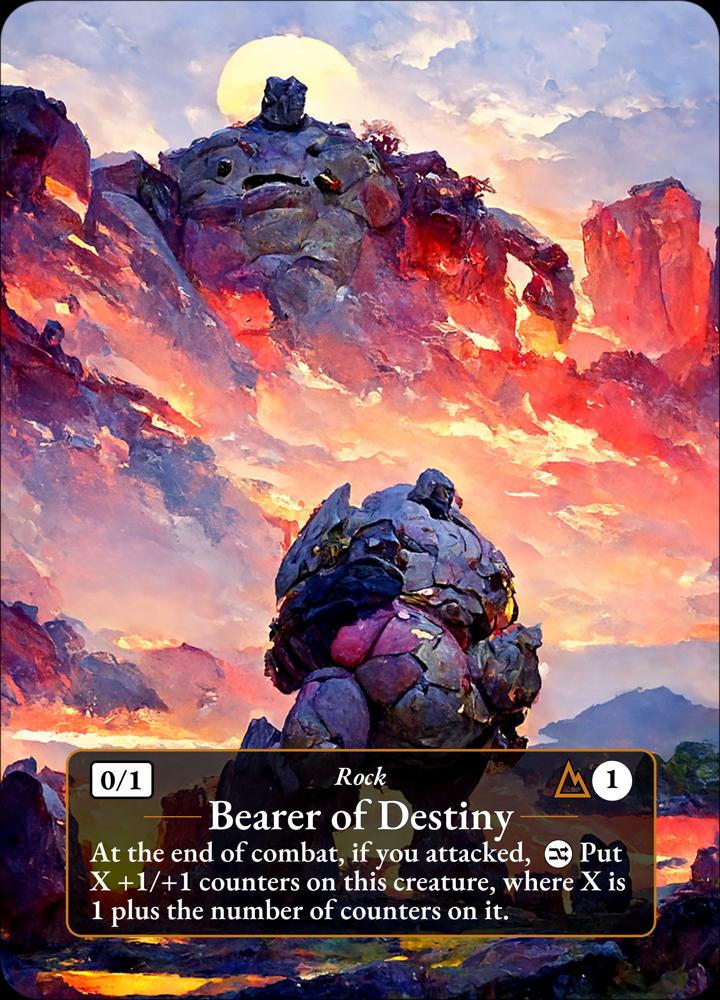 0/1
Rock
1
Bearer of Destiny
At the end of combat, if you attacked, Put
X +1/+1 counters on this creature, where X is
1 plus the number of counters on it.